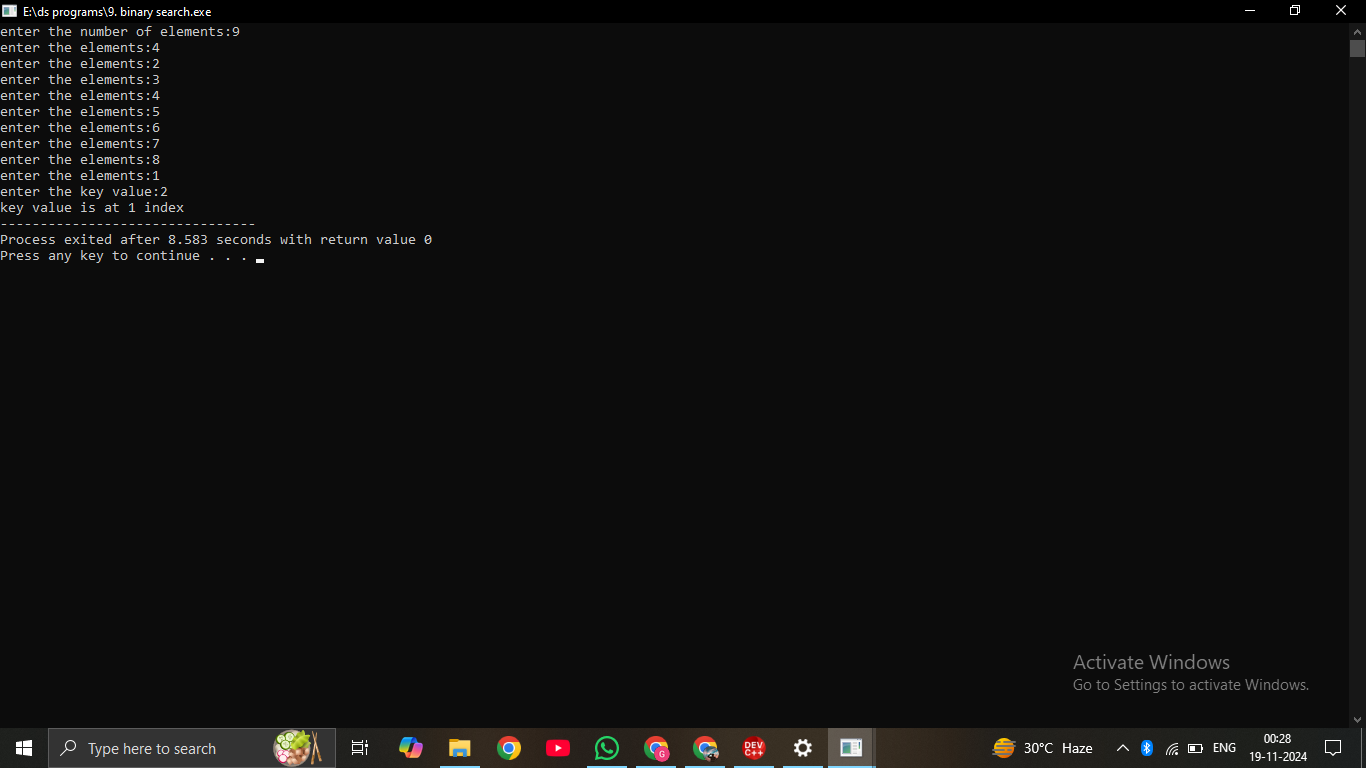 E:\ds programs\9. binary search.exe
enter the number of elements:9
enter the elements:4
enter the elements:2
enter the elements:3
enter the elements:4
enter the elements:5
enter the elements:6
enter the elements:7
enter the elements:8
enter the elements:1
enter the key value:2
key value is at 1 index
--------------------------------
Process exited after 8.583 seconds with return value 0
Press any key to continue . . .
Activate Windows
Go to Settings to activate Windows.
Type here to search
G
DEV
C++
30°C Haze
ENG
00:28
19-11-2024